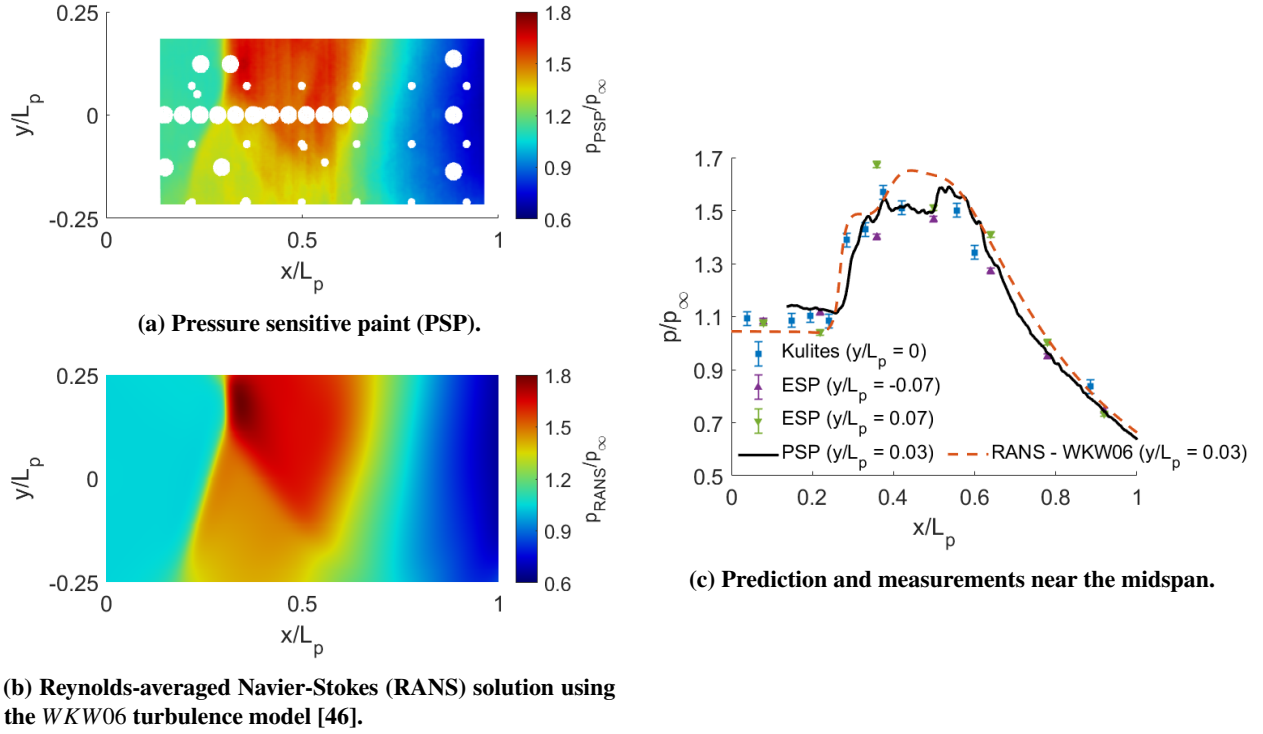 0.25
0
-0.25
y/L_p
0
0.5
1
x/L_p
1.8
1.5
1.2
0.9
0.6
p_PSP/p_∞
(a) Pressure sensitive paint (PSP).
0.25
0
-0.25
y/L_p
0
0.5
1
x/L_p
1.8
1.5
1.2
0.9
0.6
p_RANS/p_∞
(b) Reynolds-averaged Navier-Stokes (RANS) solution using
the WKW06 turbulence model [46].
1.7
1.5
1.3
1.1
0.9
0.7
0.5
p/p_∞
Kulites (y/L_p = 0)
ESP (y/L_p = -0.07)
ESP (y/L_p = 0.07)
PSP (y/L_p = 0.03) RANS - WKW06 (y/L_p = 0.03)
0
0.2
0.4
0.6
0.8
1
x/L_p
(c) Prediction and measurements near the midspan.